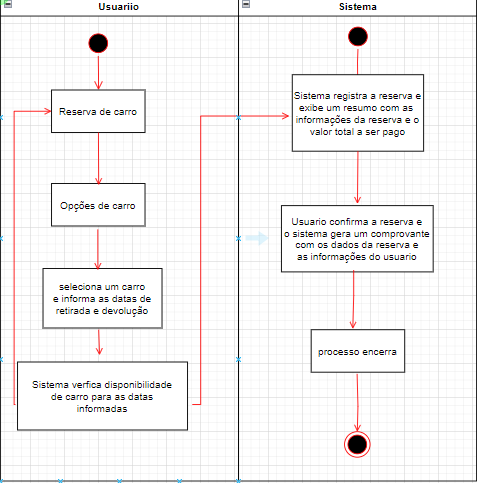 Usuariio
Sistema
Reserva de carro
Opções de carro
seleciona um carro
e informa as datas de
retirada e devolução
Sistema verfica disponibilidade
de carro para as datas
informadas
Sistema registra a reserva e
exibe um resumo com as
informações da reserva e o
valor total a ser pago
Usuario confirma a reserva e
o sistema gera um comprovante
com os dados da reserva e
as informações do usuario
processo encerra